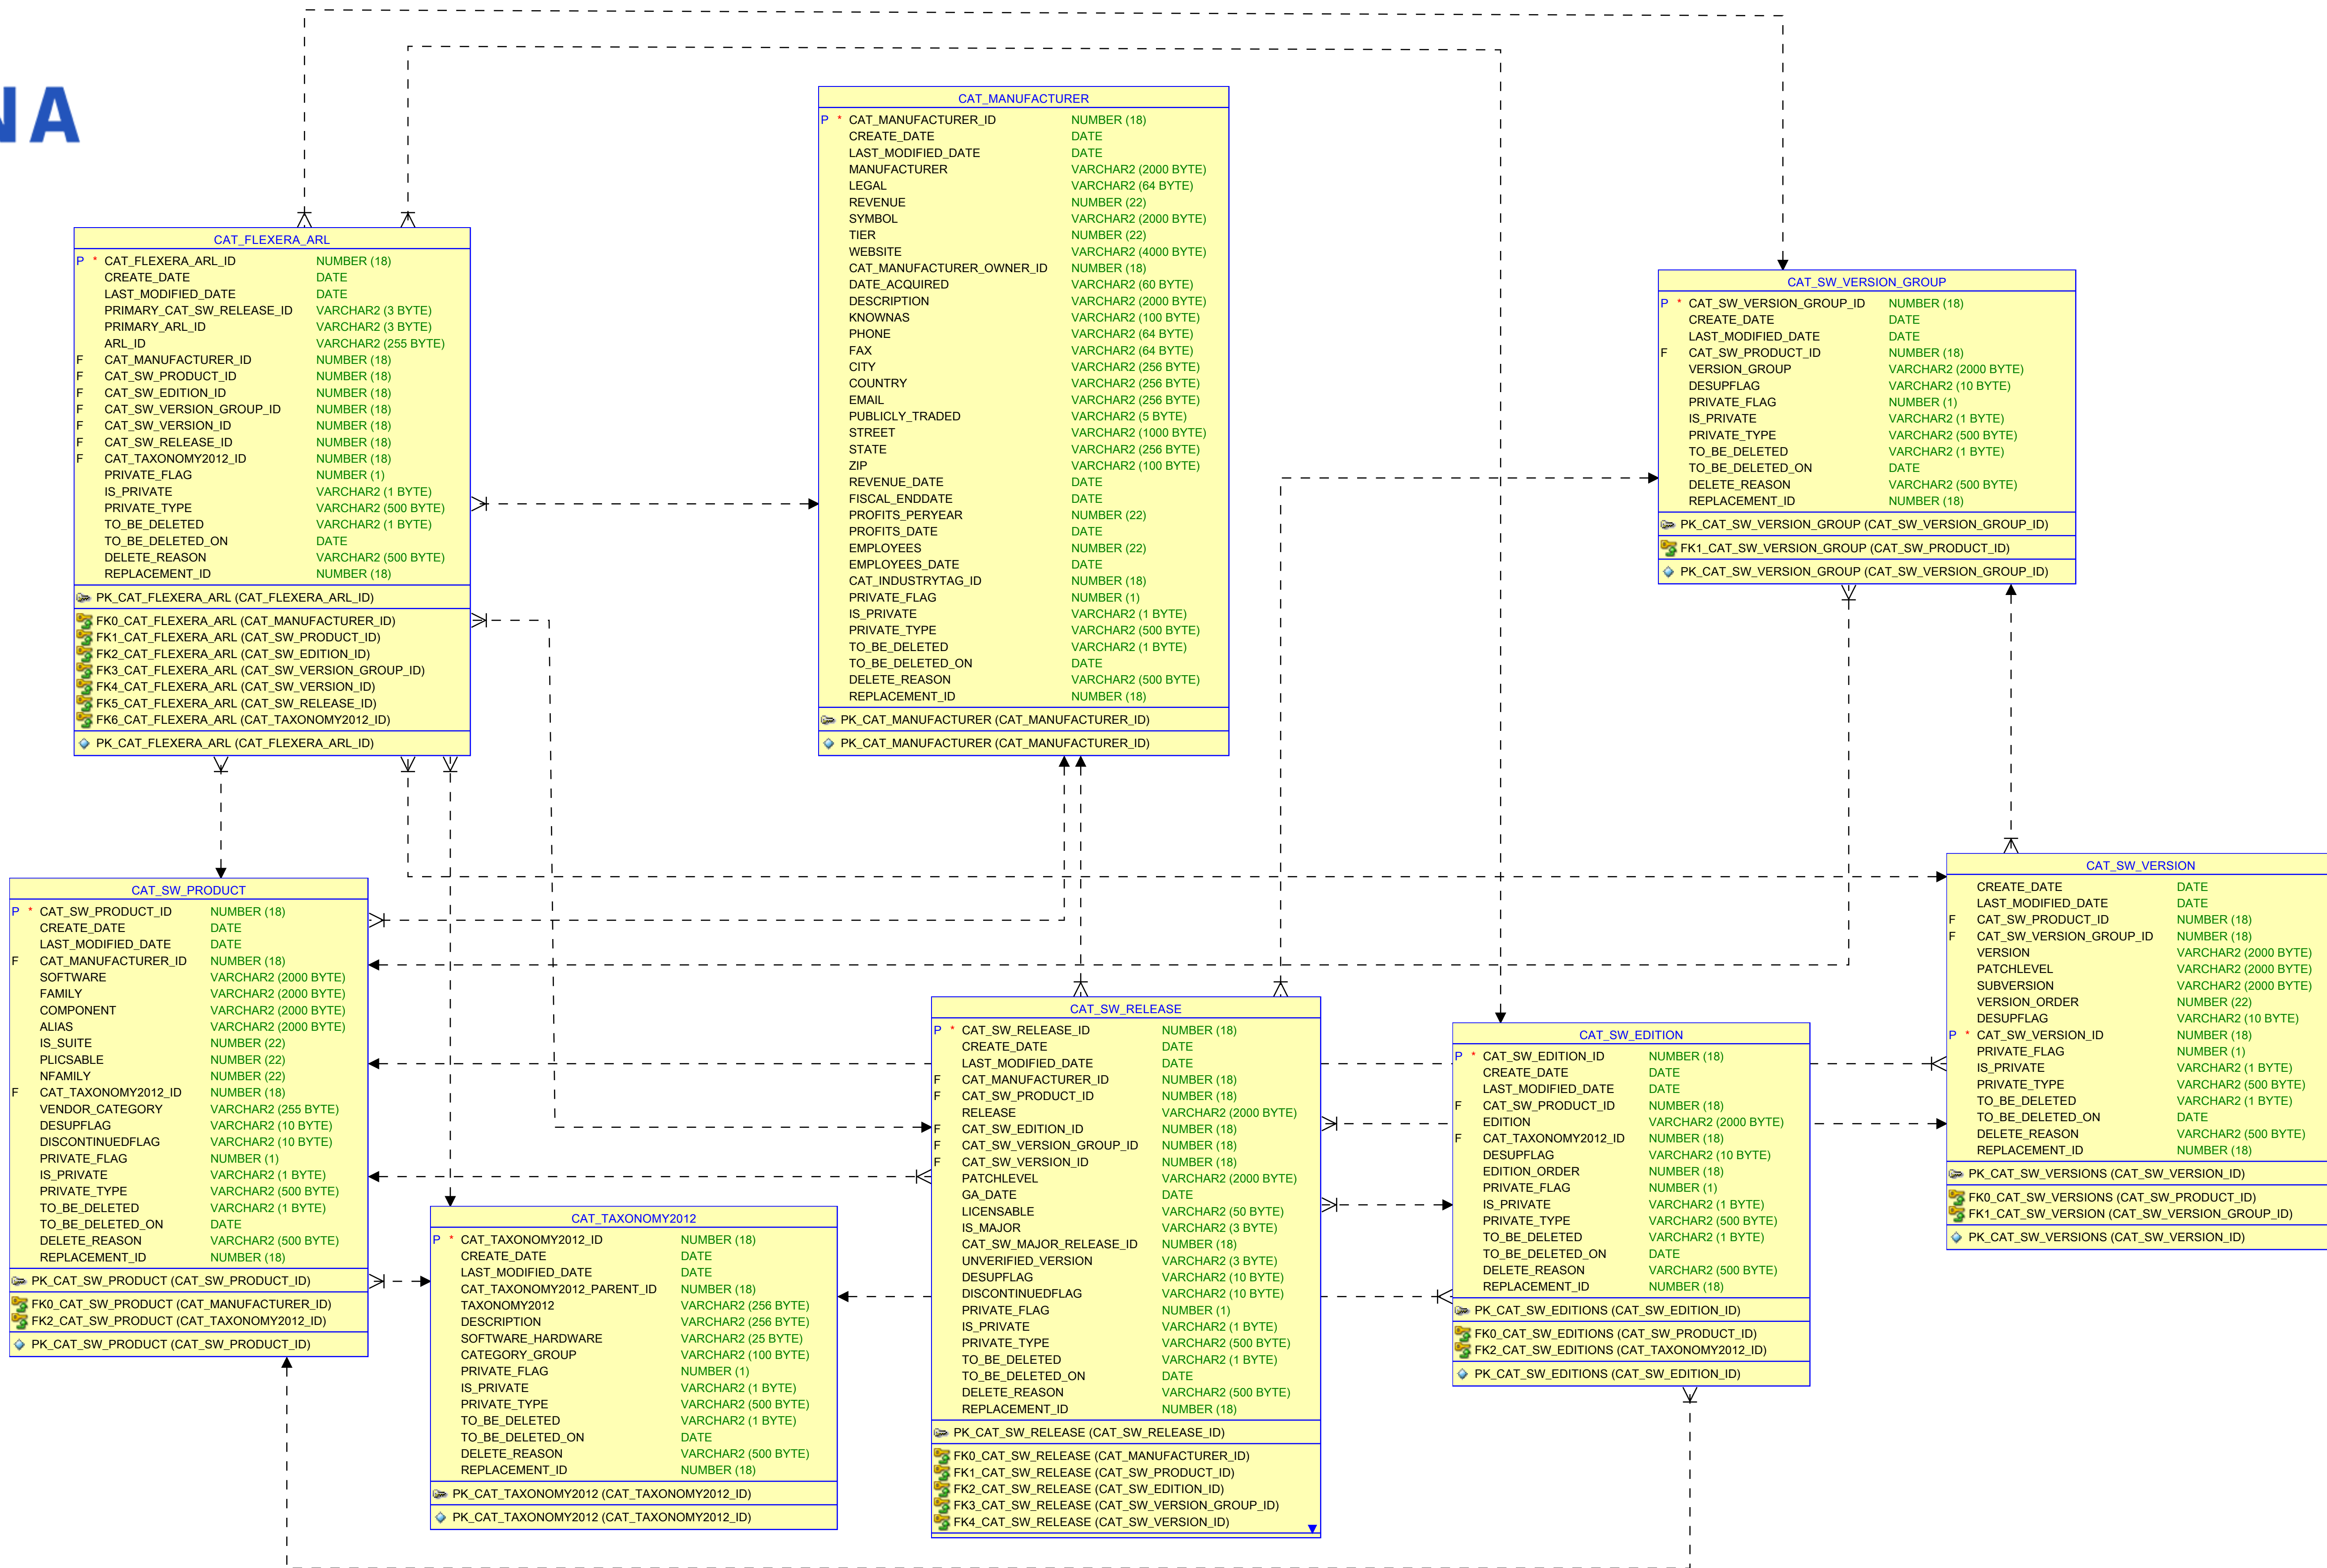 NA
CAT_FLEXERA_ARL
P * CAT_FLEXERA_ARL_ID NUMBER (18)
CREATE_DATE DATE
LAST_MODIFIED_DATE DATE
PRIMARY_CAT_SW_RELEASE_ID VARCHAR2 (3 BYTE)
PRIMARY_ARL_ID VARCHAR2 (3 BYTE)
ARL_ID VARCHAR2 (255 BYTE)
F CAT_MANUFACTURER_ID NUMBER (18)
F CAT_SW_PRODUCT_ID NUMBER (18)
F CAT_SW_EDITION_ID NUMBER (18)
F CAT_SW_VERSION_GROUP_ID NUMBER (18)
F CAT_SW_VERSION_ID NUMBER (18)
F CAT_SW_RELEASE_ID NUMBER (18)
F CAT_TAXONOMY2012_ID NUMBER (18)
PRIVATE_FLAG NUMBER (1)
IS_PRIVATE VARCHAR2 (1 BYTE)
PRIVATE_TYPE VARCHAR2 (500 BYTE)
TO_BE_DELETED VARCHAR2 (1 BYTE)
TO_BE_DELETED_ON DATE
DELETE_REASON VARCHAR2 (500 BYTE)
REPLACEMENT_ID NUMBER (18)
PK_CAT_FLEXERA_ARL (CAT_FLEXERA_ARL_ID)
FK0_CAT_FLEXERA_ARL (CAT_MANUFACTURER_ID)
FK1_CAT_FLEXERA_ARL (CAT_SW_PRODUCT_ID)
FK2_CAT_FLEXERA_ARL (CAT_SW_EDITION_ID)
FK3_CAT_FLEXERA_ARL (CAT_SW_VERSION_GROUP_ID)
FK4_CAT_FLEXERA_ARL (CAT_SW_VERSION_ID)
FK5_CAT_FLEXERA_ARL (CAT_SW_RELEASE_ID)
FK6_CAT_FLEXERA_ARL (CAT_TAXONOMY2012_ID)
PK_CAT_FLEXERA_ARL (CAT_FLEXERA_ARL_ID)
CAT_MANUFACTURER
P * CAT_MANUFACTURER_ID NUMBER (18)
CREATE_DATE DATE
LAST_MODIFIED_DATE DATE
MANUFACTURER VARCHAR2 (2000 BYTE)
LEGAL VARCHAR2 (64 BYTE)
REVENUE NUMBER (22)
SYMBOL VARCHAR2 (2000 BYTE)
TIER NUMBER (22)
WEBSITE VARCHAR2 (4000 BYTE)
CAT_MANUFACTURER_OWNER_ID NUMBER (18)
DATE_ACQUIRED VARCHAR2 (60 BYTE)
DESCRIPTION VARCHAR2 (2000 BYTE)
KNOWNAS VARCHAR2 (100 BYTE)
PHONE VARCHAR2 (64 BYTE)
FAX VARCHAR2 (64 BYTE)
CITY VARCHAR2 (256 BYTE)
COUNTRY VARCHAR2 (256 BYTE)
EMAIL VARCHAR2 (256 BYTE)
PUBLICLY_TRADED VARCHAR2 (5 BYTE)
STREET VARCHAR2 (1000 BYTE)
STATE VARCHAR2 (256 BYTE)
ZIP VARCHAR2 (100 BYTE)
REVENUE_DATE DATE
FISCAL_ENDDATE DATE
PROFITS_PERYEAR NUMBER (22)
PROFITS_DATE DATE
EMPLOYEES NUMBER (22)
EMPLOYEES_DATE DATE
CAT_INDUSTRYTAG_ID NUMBER (18)
PRIVATE_FLAG NUMBER (1)
IS_PRIVATE VARCHAR2 (1 BYTE)
PRIVATE_TYPE VARCHAR2 (500 BYTE)
TO_BE_DELETED VARCHAR2 (1 BYTE)
TO_BE_DELETED_ON DATE
DELETE_REASON VARCHAR2 (500 BYTE)
REPLACEMENT_ID NUMBER (18)
PK_CAT_MANUFACTURER (CAT_MANUFACTURER_ID)
PK_CAT_MANUFACTURER (CAT_MANUFACTURER_ID)
CAT_SW_VERSION_GROUP
P * CAT_SW_VERSION_GROUP_ID NUMBER (18)
CREATE_DATE DATE
LAST_MODIFIED_DATE DATE
F CAT_SW_PRODUCT_ID NUMBER (18)
VERSION_GROUP VARCHAR2 (2000 BYTE)
DESUPFLAG VARCHAR2 (10 BYTE)
PRIVATE_FLAG NUMBER (1)
IS_PRIVATE VARCHAR2 (1 BYTE)
PRIVATE_TYPE VARCHAR2 (500 BYTE)
TO_BE_DELETED VARCHAR2 (1 BYTE)
TO_BE_DELETED_ON DATE
DELETE_REASON VARCHAR2 (500 BYTE)
REPLACEMENT_ID NUMBER (18)
PK_CAT_SW_VERSION_GROUP (CAT_SW_VERSION_GROUP_ID)
FK1_CAT_SW_VERSION_GROUP (CAT_SW_PRODUCT_ID)
PK_CAT_SW_VERSION_GROUP (CAT_SW_VERSION_GROUP_ID)
CAT_SW_PRODUCT
P * CAT_SW_PRODUCT_ID NUMBER (18)
CREATE_DATE DATE
LAST_MODIFIED_DATE DATE
F CAT_MANUFACTURER_ID NUMBER (18)
SOFTWARE VARCHAR2 (2000 BYTE)
FAMILY VARCHAR2 (2000 BYTE)
COMPONENT VARCHAR2 (2000 BYTE)
ALIAS VARCHAR2 (2000 BYTE)
IS_SUITE NUMBER (22)
PLICSABLE NUMBER (22)
NFAMILY NUMBER (22)
F CAT_TAXONOMY2012_ID NUMBER (18)
VENDOR_CATEGORY VARCHAR2 (255 BYTE)
DESUPFLAG VARCHAR2 (10 BYTE)
DISCONTINUEDFLAG VARCHAR2 (10 BYTE)
PRIVATE_FLAG NUMBER (1)
IS_PRIVATE VARCHAR2 (1 BYTE)
PRIVATE_TYPE VARCHAR2 (500 BYTE)
TO_BE_DELETED VARCHAR2 (1 BYTE)
TO_BE_DELETED_ON DATE
DELETE_REASON VARCHAR2 (500 BYTE)
REPLACEMENT_ID NUMBER (18)
PK_CAT_SW_PRODUCT (CAT_SW_PRODUCT_ID)
FK0_CAT_SW_PRODUCT (CAT_MANUFACTURER_ID)
FK2_CAT_SW_PRODUCT (CAT_TAXONOMY2012_ID)
PK_CAT_SW_PRODUCT (CAT_SW_PRODUCT_ID)
CAT_TAXONOMY2012
P * CAT_TAXONOMY2012_ID NUMBER (18)
CREATE_DATE DATE
LAST_MODIFIED_DATE DATE
CAT_TAXONOMY2012_PARENT_ID NUMBER (18)
TAXONOMY2012 VARCHAR2 (256 BYTE)
DESCRIPTION VARCHAR2 (256 BYTE)
SOFTWARE_HARDWARE VARCHAR2 (25 BYTE)
CATEGORY_GROUP VARCHAR2 (100 BYTE)
PRIVATE_FLAG NUMBER (1)
IS_PRIVATE VARCHAR2 (1 BYTE)
PRIVATE_TYPE VARCHAR2 (500 BYTE)
TO_BE_DELETED VARCHAR2 (1 BYTE)
TO_BE_DELETED_ON DATE
DELETE_REASON VARCHAR2 (500 BYTE)
REPLACEMENT_ID NUMBER (18)
PK_CAT_TAXONOMY2012 (CAT_TAXONOMY2012_ID)
PK_CAT_TAXONOMY2012 (CAT_TAXONOMY2012_ID)
CAT_SW_RELEASE
P * CAT_SW_RELEASE_ID NUMBER (18)
CREATE_DATE DATE
LAST_MODIFIED_DATE DATE
F CAT_MANUFACTURER_ID NUMBER (18)
F CAT_SW_PRODUCT_ID NUMBER (18)
RELEASE VARCHAR2 (2000 BYTE)
F CAT_SW_EDITION_ID NUMBER (18)
F CAT_SW_VERSION_GROUP_ID NUMBER (18)
F CAT_SW_VERSION_ID NUMBER (18)
PATCHLEVEL VARCHAR2 (2000 BYTE)
GA_DATE DATE
LICENSABLE VARCHAR2 (50 BYTE)
IS_MAJOR VARCHAR2 (3 BYTE)
CAT_SW_MAJOR_RELEASE_ID NUMBER (18)
UNVERIFIED_VERSION VARCHAR2 (3 BYTE)
DESUPFLAG VARCHAR2 (10 BYTE)
DISCONTINUEDFLAG VARCHAR2 (10 BYTE)
PRIVATE_FLAG NUMBER (1)
IS_PRIVATE VARCHAR2 (1 BYTE)
PRIVATE_TYPE VARCHAR2 (500 BYTE)
TO_BE_DELETED VARCHAR2 (1 BYTE)
TO_BE_DELETED_ON DATE
DELETE_REASON VARCHAR2 (500 BYTE)
REPLACEMENT_ID NUMBER (18)
PK_CAT_SW_RELEASE (CAT_SW_RELEASE_ID)
FK0_CAT_SW_RELEASE (CAT_MANUFACTURER_ID)
FK1_CAT_SW_RELEASE (CAT_SW_PRODUCT_ID)
FK2_CAT_SW_RELEASE (CAT_SW_EDITION_ID)
FK3_CAT_SW_RELEASE (CAT_SW_VERSION_GROUP_ID)
FK4_CAT_SW_RELEASE (CAT_SW_VERSION_ID)
CAT_SW_EDITION
P * CAT_SW_EDITION_ID NUMBER (18)
CREATE_DATE DATE
LAST_MODIFIED_DATE DATE
F CAT_SW_PRODUCT_ID NUMBER (18)
EDITION VARCHAR2 (2000 BYTE)
F CAT_TAXONOMY2012_ID NUMBER (18)
DESUPFLAG VARCHAR2 (10 BYTE)
EDITION_ORDER NUMBER (18)
PRIVATE_FLAG NUMBER (1)
IS_PRIVATE VARCHAR2 (1 BYTE)
PRIVATE_TYPE VARCHAR2 (500 BYTE)
TO_BE_DELETED VARCHAR2 (1 BYTE)
TO_BE_DELETED_ON DATE
DELETE_REASON VARCHAR2 (500 BYTE)
REPLACEMENT_ID NUMBER (18)
PK_CAT_SW_EDITIONS (CAT_SW_EDITION_ID)
FK0_CAT_SW_EDITIONS (CAT_SW_PRODUCT_ID)
FK2_CAT_SW_EDITIONS (CAT_TAXONOMY2012_ID)
PK_CAT_SW_EDITIONS (CAT_SW_EDITION_ID)
CAT_SW_VERSION
CREATE_DATE DATE
LAST_MODIFIED_DATE DATE
F CAT_SW_PRODUCT_ID NUMBER (18)
F CAT_SW_VERSION_GROUP_ID NUMBER (18)
VERSION VARCHAR2 (2000 BYTE)
PATCHLEVEL VARCHAR2 (2000 BYTE)
SUBVERSION VARCHAR2 (2000 BYTE)
VERSION_ORDER NUMBER (22)
DESUPFLAG VARCHAR2 (10 BYTE)
P * CAT_SW_VERSION_ID NUMBER (18)
PRIVATE_FLAG NUMBER (1)
IS_PRIVATE VARCHAR2 (1 BYTE)
PRIVATE_TYPE VARCHAR2 (500 BYTE)
TO_BE_DELETED VARCHAR2 (1 BYTE)
TO_BE_DELETED_ON DATE
DELETE_REASON VARCHAR2 (500 BYTE)
REPLACEMENT_ID NUMBER (18)
PK_CAT_SW_VERSIONS (CAT_SW_VERSION_ID)
FK0_CAT_SW_VERSIONS (CAT_SW_PRODUCT_ID)
FK1_CAT_SW_VERSION (CAT_SW_VERSION_GROUP_ID)
PK_CAT_SW_VERSIONS (CAT_SW_VERSION_ID)